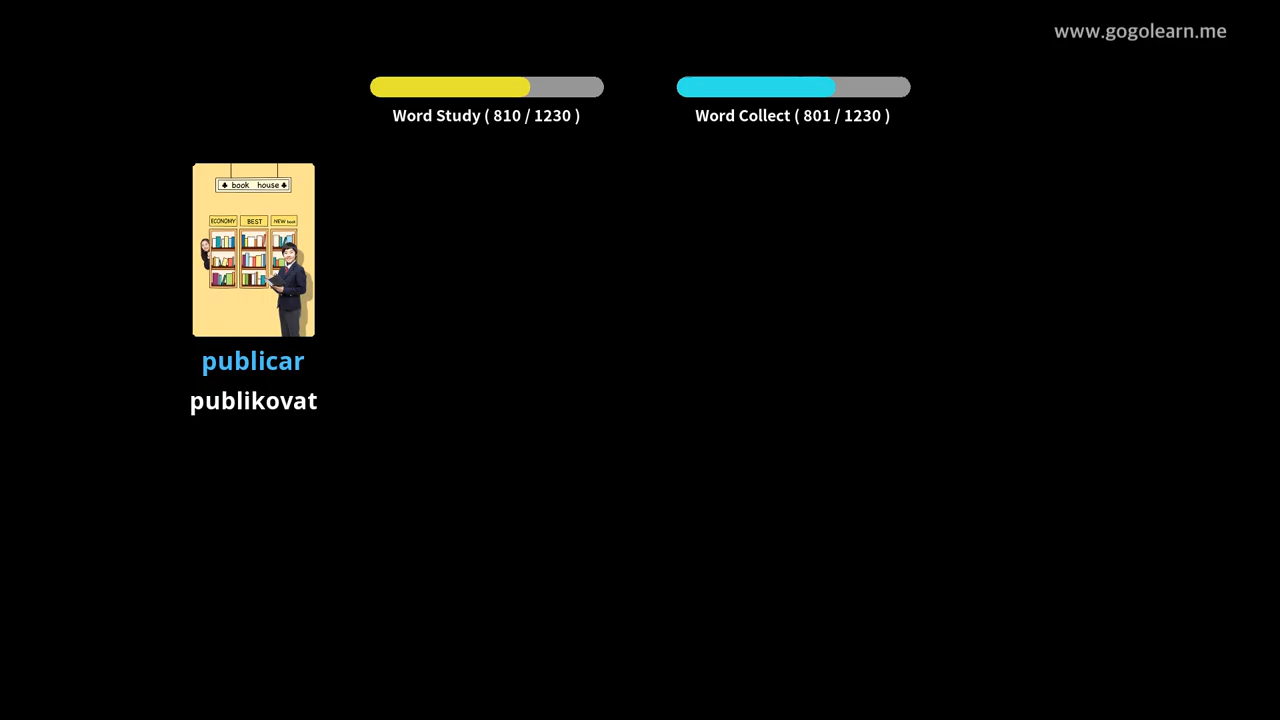 www.gogolearn.me
Word Study ( 810 / 1230 )
Word Collect ( 801 / 1230 )
book house
ECONOMY
BEST
NEW book
publicar
publikovat